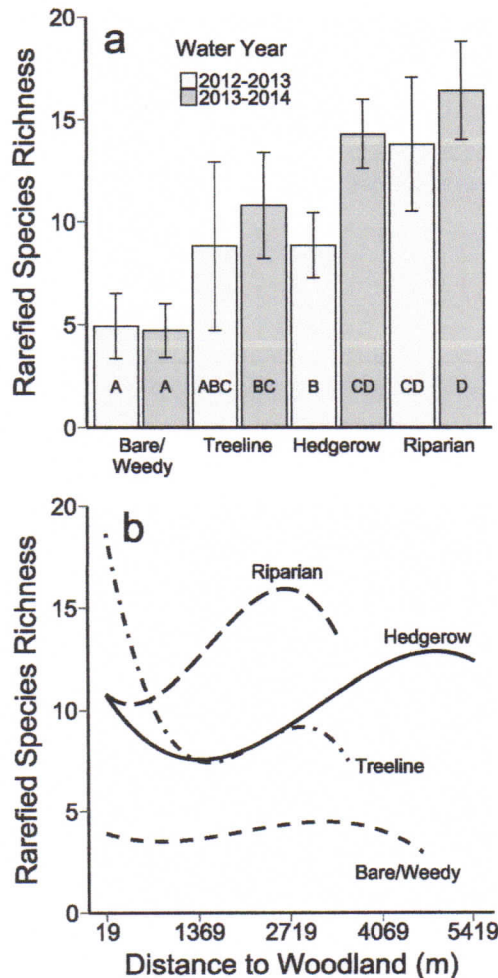 a
Water Year
2012-2013
2013-2014
Rarefied Species Richness
20
15
10
5
0
A A ABC BC B CD CD D
Bare/ Treeline Hedgerow Riparian
Weedy
b
Rarefied Species Richness
20
15
10
5
0
Riparian
Hedgerow
Treeline
Bare/Weedy
19 1369 2719 4069 5419
Distance to Woodland (m)